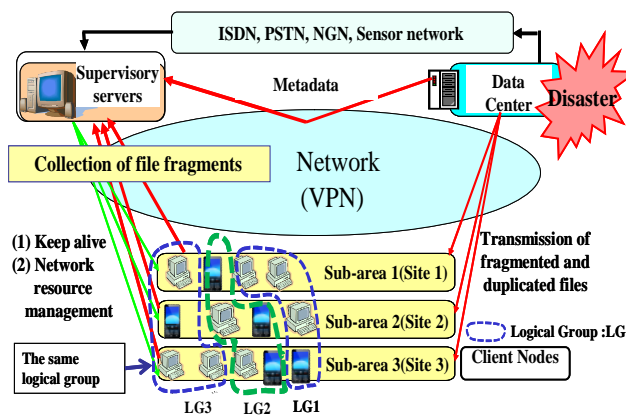 ISDN, PSTN, NGN, Sensor network
Supervisory
servers
Metadata
Data
Center
Disaster
Collection of file fragments
Network
(VPN)
(1) Keep alive
(2) Network
resource
management
Transmission of
fragmented and
duplicated files
Sub-area 1(Site 1)
Sub-area 2(Site 2)
Sub-area 3(Site 3)
Logical Group :LG
Client Nodes
The same
logical group
LG3
LG2
LG1